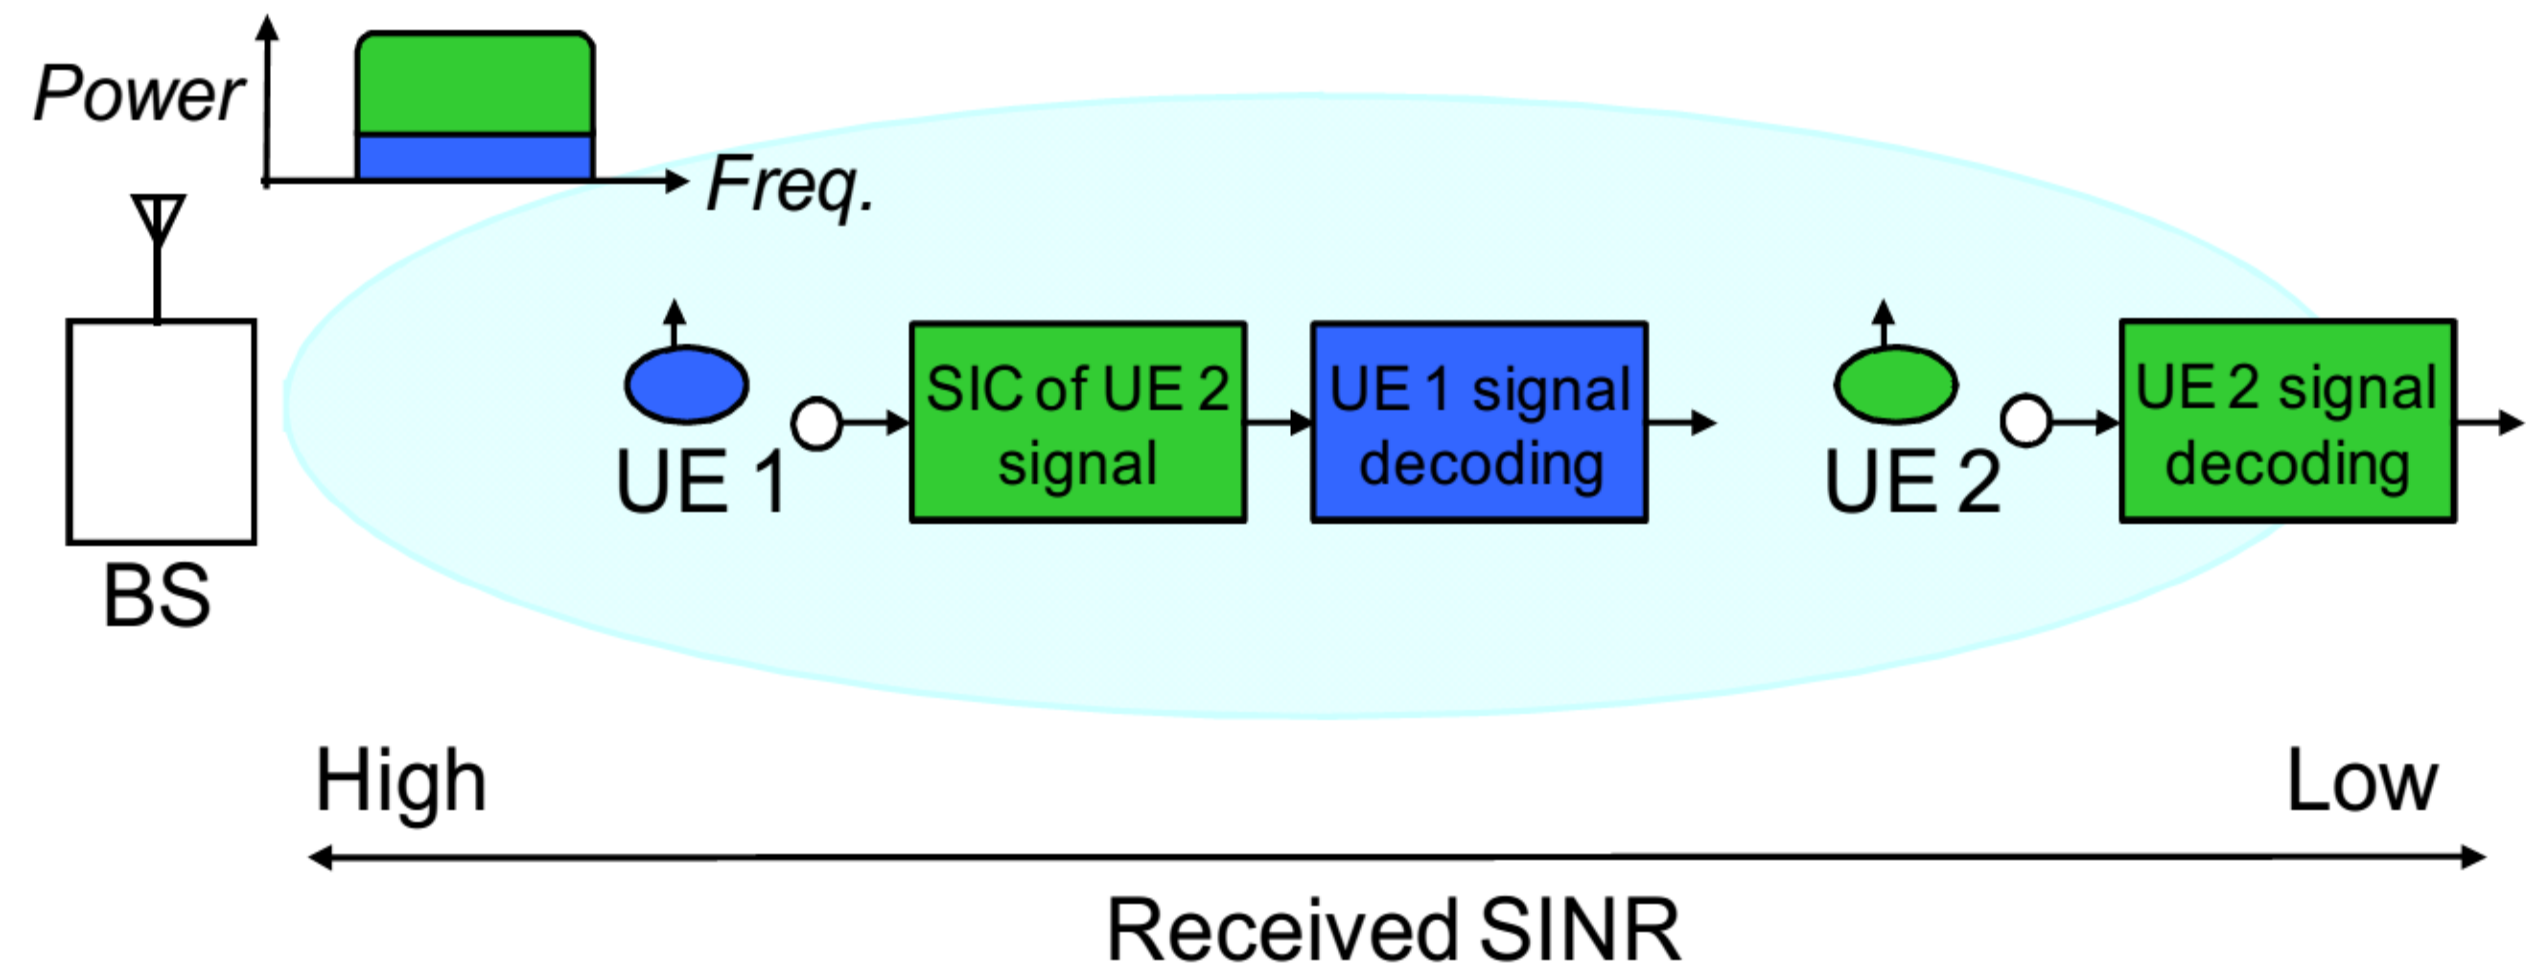 Power
Freq.
SIC of UE 2
signal
UE 1 signal
decoding
UE 2 signal
decoding
UE 1
UE 2
BS
High
Low
Received SINR